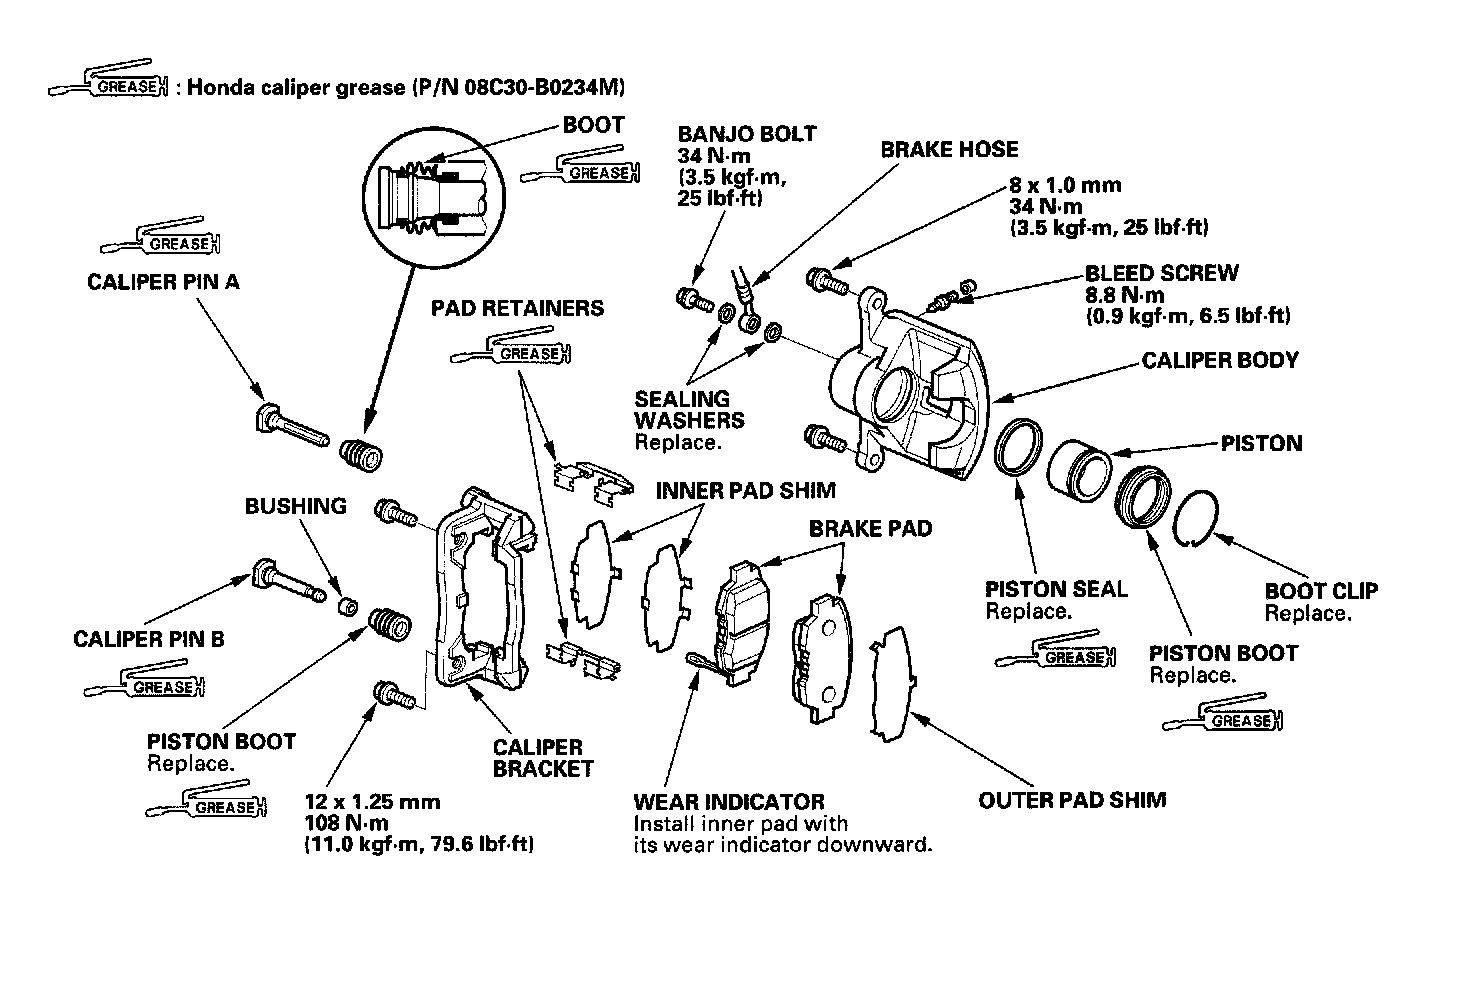 GREASE : Honda caliper grease (P/N 08C30-B0234M)
BOOT
GREASE
BANJO BOLT
34 N·m
(3.5 kgf·m,
25 lbf·ft)
BRAKE HOSE
8 x 1.0 mm
34 N·m
(3.5 kgf·m, 25 lbf·ft)
GREASE
CALIPER PIN A
BLEED SCREW
8.8 N·m
(0.9 kgf·m, 6.5 lbf·ft)
PAD RETAINERS
GREASE
CALIPER BODY
SEALING
WASHERS
Replace.
PISTON
INNER PAD SHIM
BUSHING
BRAKE PAD
PISTON SEAL
Replace.
GREASE
BOOT CLIP
Replace.
CALIPER PIN B
GREASE
PISTON BOOT
Replace.
GREASE
PISTON BOOT
Replace.
GREASE
CALIPER
BRACKET
12 x 1.25 mm
108 N·m
(11.0 kgf·m, 79.6 lbf·ft)
WEAR INDICATOR
Install inner pad with
its wear indicator downward.
OUTER PAD SHIM